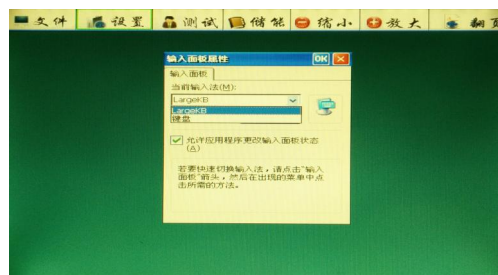 文件 设置 测试 储能 缩小 放大 翻页
输入面板属性 OK
输入面板
当前输入法(M):
LargeKB
LargeKB
键盘
允许应用程序更改输入面板状态
(A)
若要快速切换输入法，请点击“输入
面板”箭头，然后在出现的菜单中点
击所需的方法。